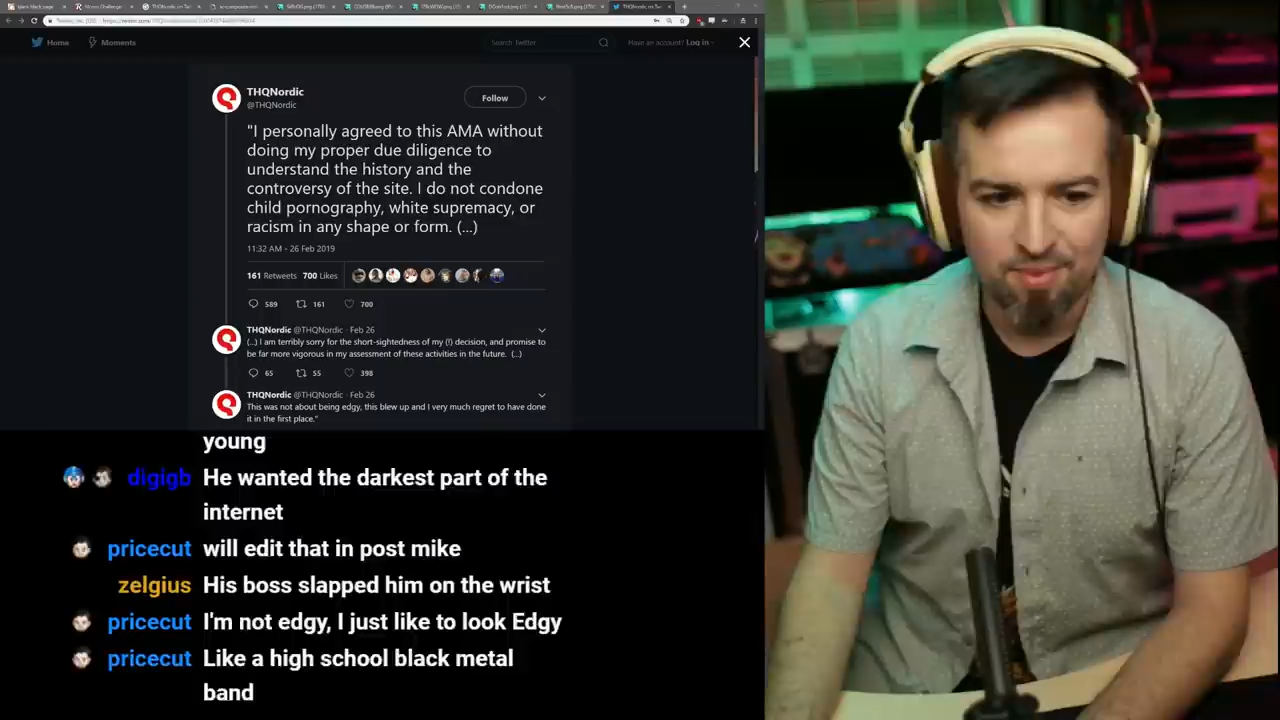 Home
Moments
Search Twitter
Have an account? Log in
THQNordic
@THQNordic
Follow
"I personally agreed to this AMA without
doing my proper due diligence to
understand the history and the
controversy of the site. I do not condone
child pornography, white supremacy, or
racism in any shape or form. (...)
11:32 AM - 26 Feb 2019
161 Retweets 700 Likes
589 161 700
THQNordic @THQNordic · Feb 26
(...) I am terribly sorry for the short-sightedness of my (!) decision, and promise to
be far more vigorous in my assessment of these activities in the future. (...)
65 55 398
THQNordic @THQNordic · Feb 26
This was not about being edgy, this blew up and I very much regret to have done
it in the first place."
young
digigb He wanted the darkest part of the
internet
pricecut will edit that in post mike
zelgius His boss slapped him on the wrist
pricecut I'm not edgy, I just like to look Edgy
pricecut Like a high school black metal
band